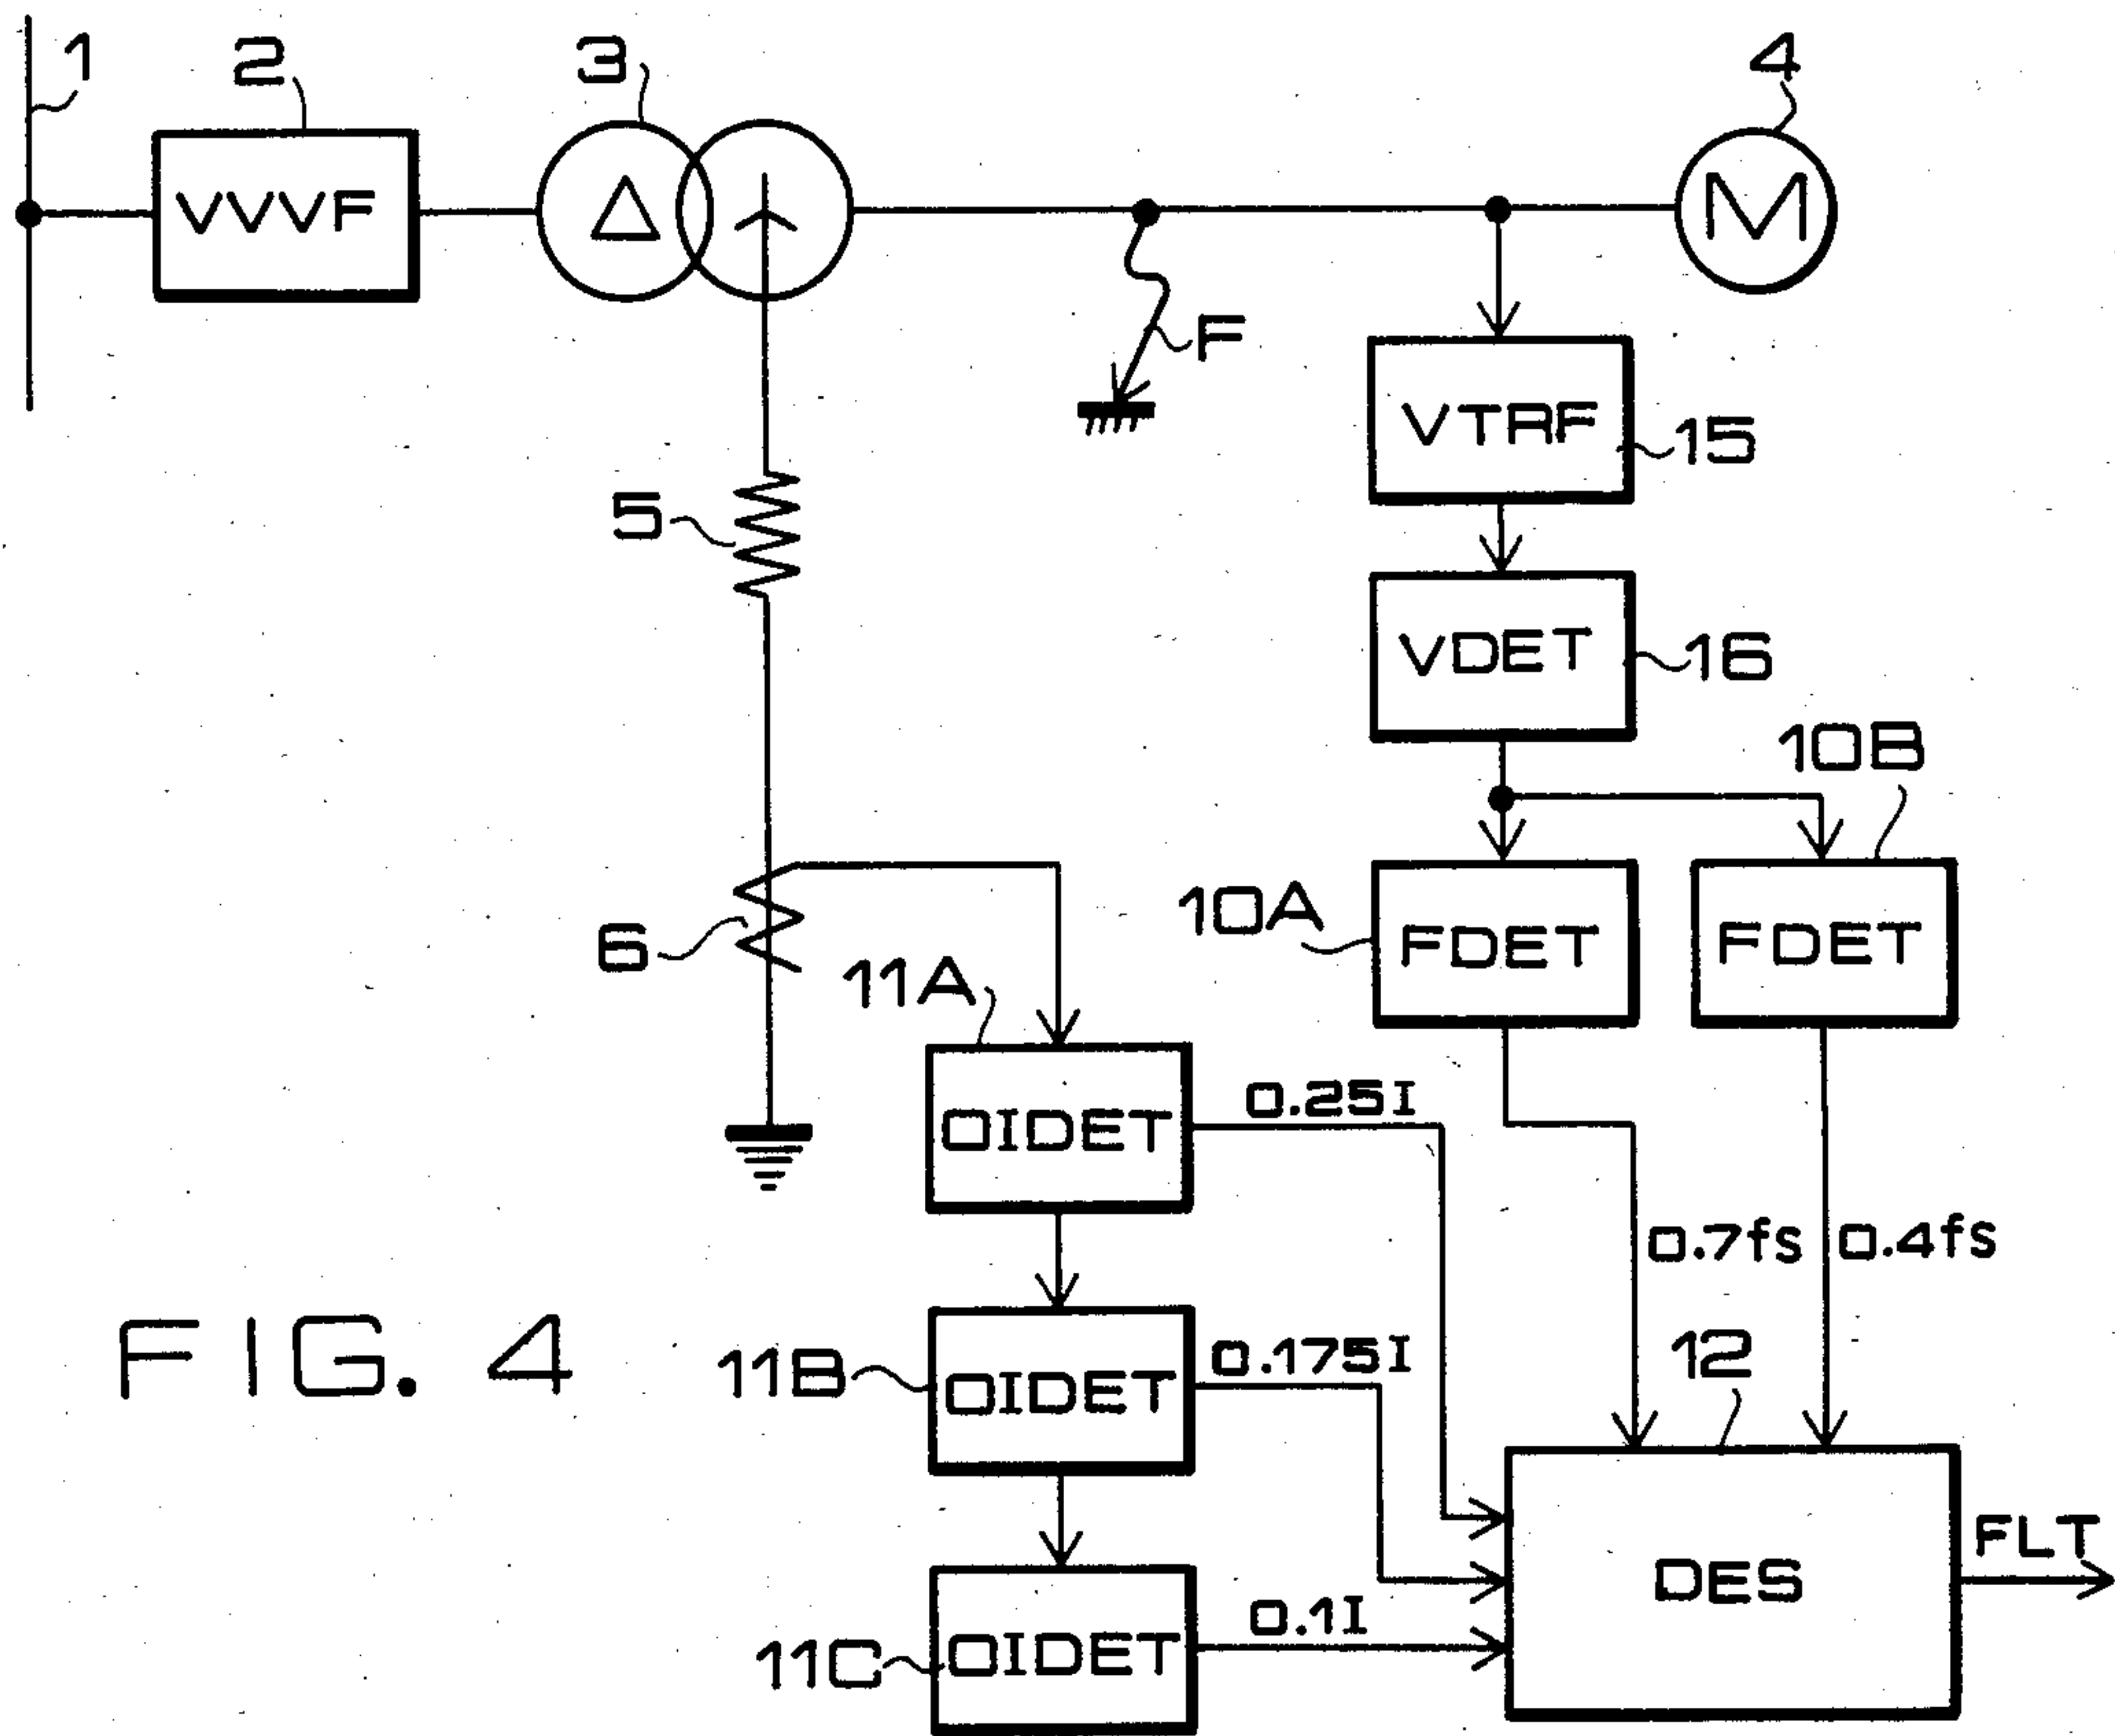 1
2
3
4
VVVF
Δ
M
F
VTRF
15
5
VDET
16
10B
10A
FDET
FDET
6
11A
OIDET
0.25I
0.7fs
0.4fs
FIG. 4
11B
OIDET
0.175I
12
FLT
DES
11C
OIDET
0.1I